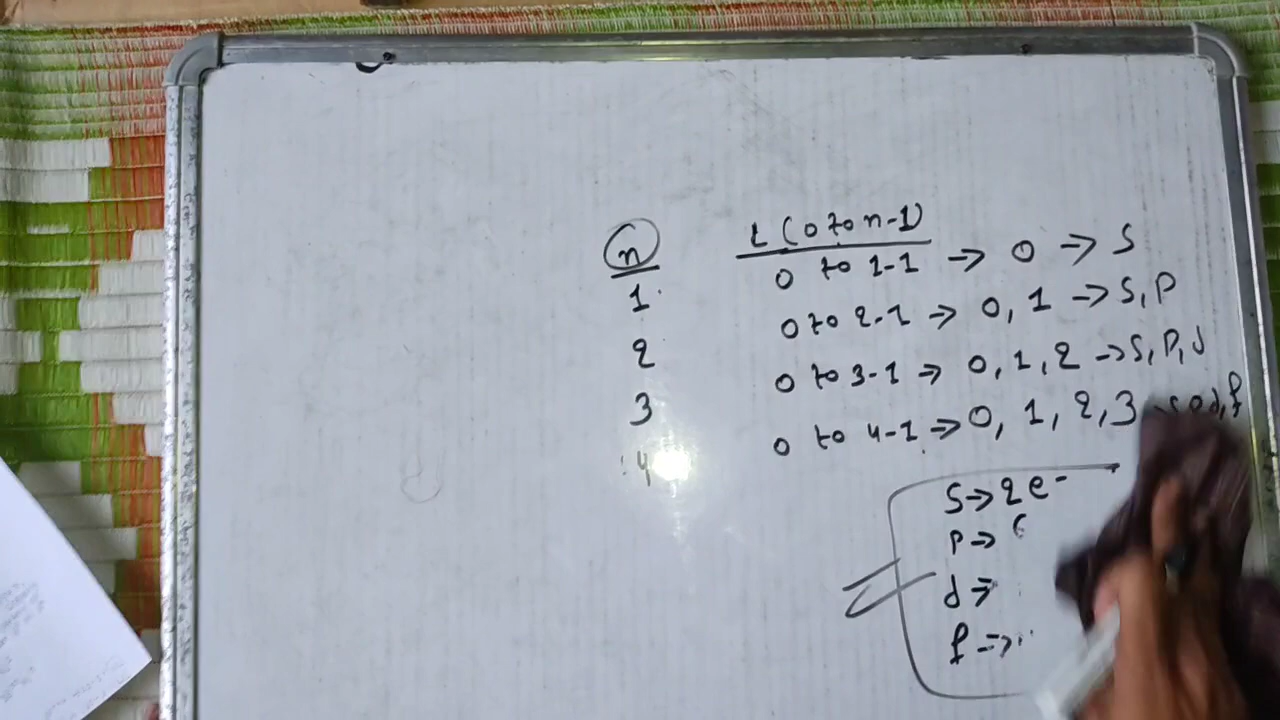 n l (0 to n-1)
1 0 to 1-1 → 0 → S
2 0 to 2-1 → 0, 1 → S, P
3 0 to 3-1 → 0, 1, 2 → S, P, d
4 0 to 4-1 → 0, 1, 2, 3 → d, f
S → 2e-
P → 6
d →
f →